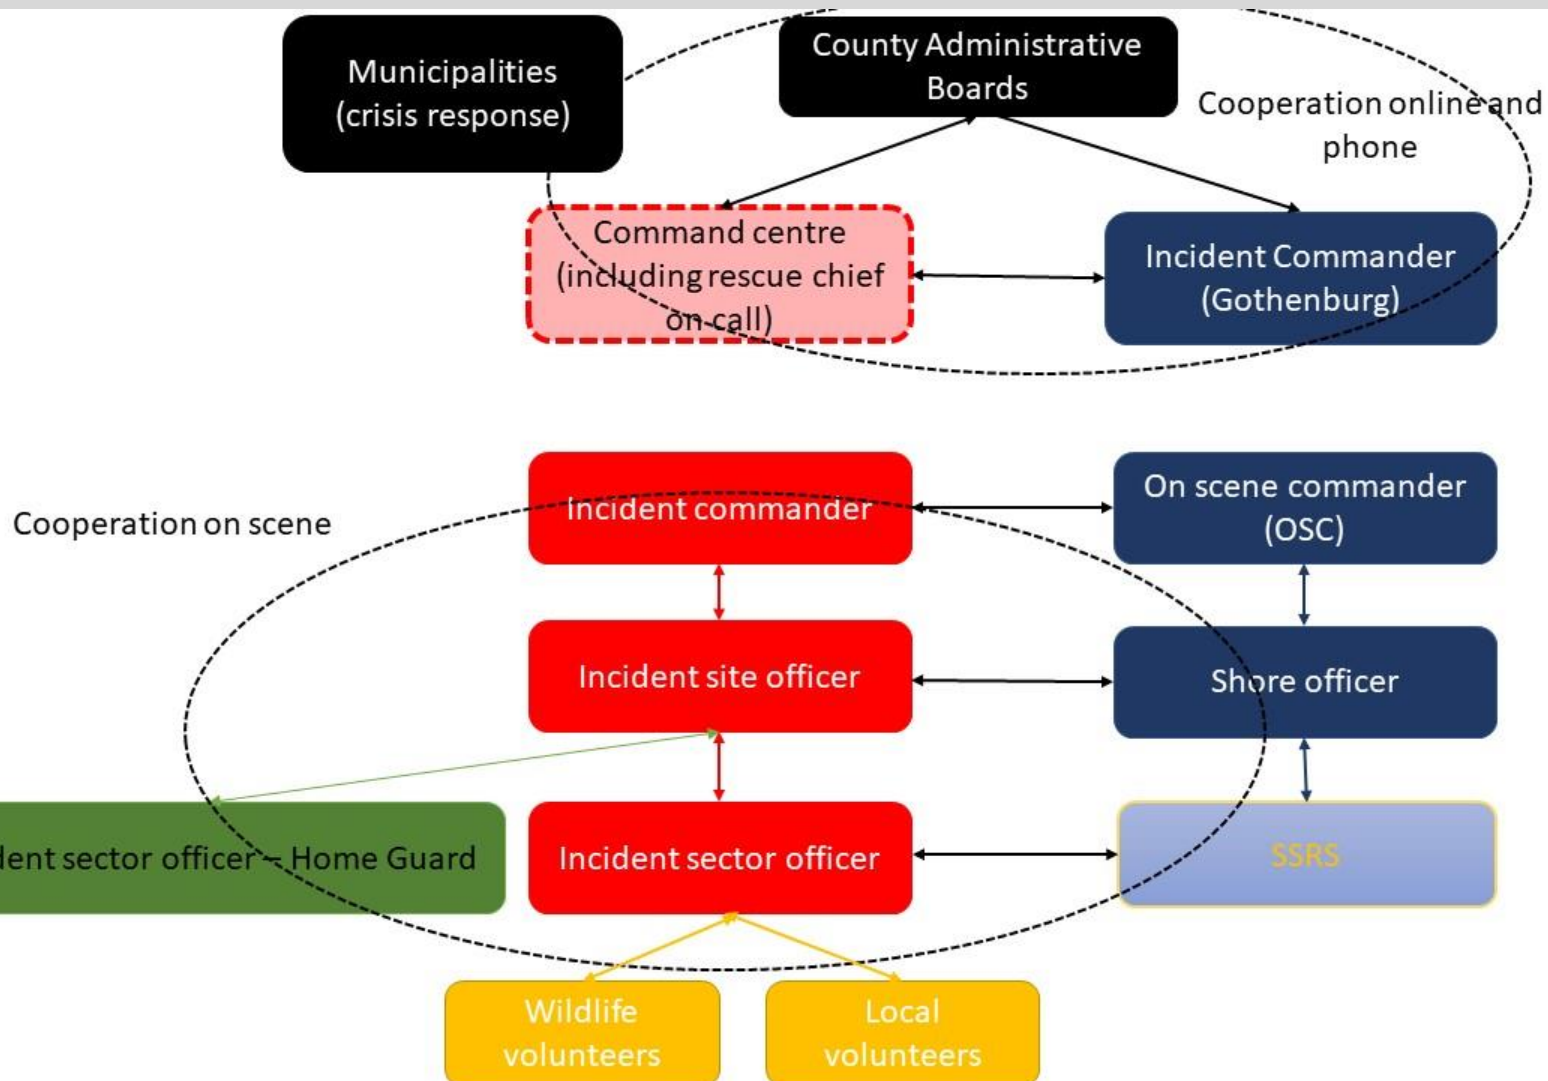 Municipalities
(crisis response)
County Administrative
Boards
Cooperation online and
phone
Command centre
(including rescue chief
on call)
Incident Commander
(Gothenburg)
Cooperation on scene
Incident commander
On scene commander
(OSC)
Incident site officer
Shore officer
dent sector officer – Home Guard
Incident sector officer
SSRS
Wildlife
volunteers
Local
volunteers